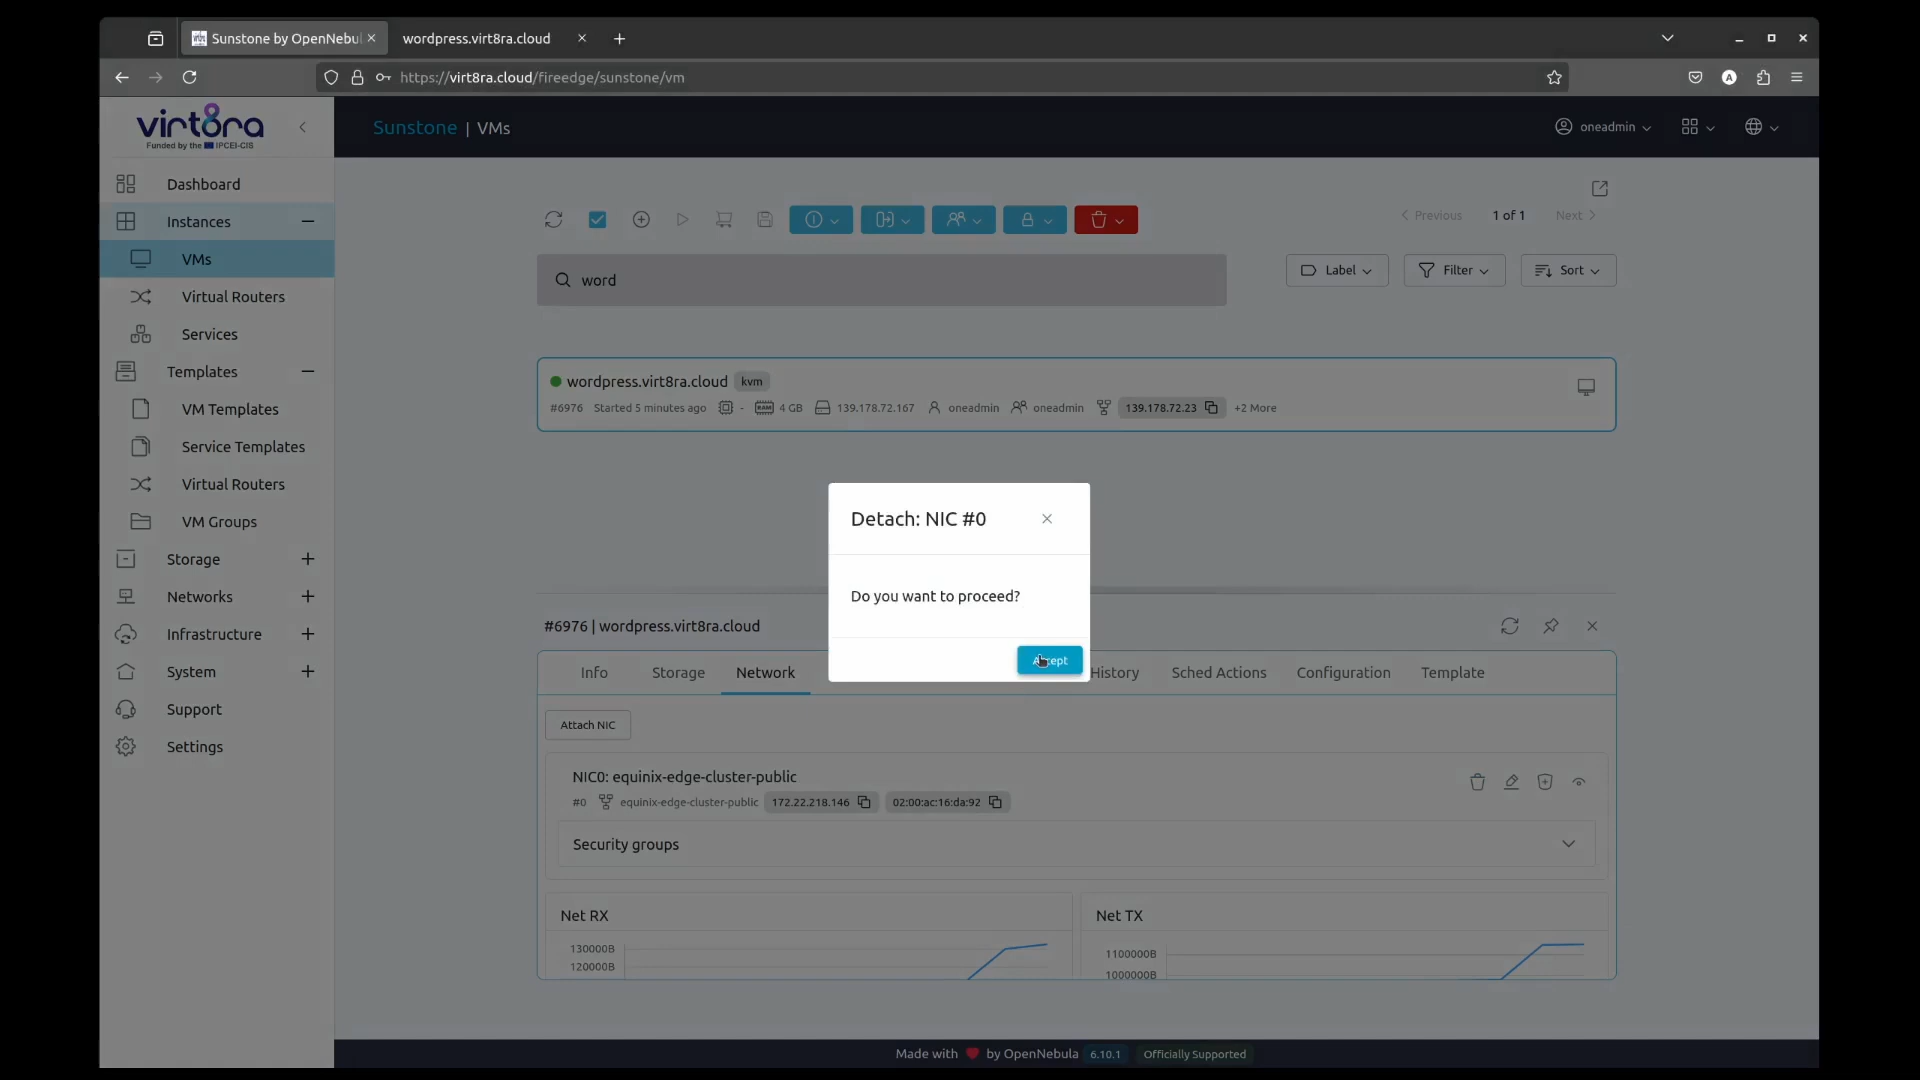 Sunstone by OpenNebul
wordpress.virt8ra.cloud
https://virt8ra.cloud/fireedge/sunstone/vm
A
virt8ra
Funded by the IPCEI-CIS
Sunstone | VMs
oneadmin
Dashboard
Instances
VMs
Virtual Routers
Services
Templates
VM Templates
Service Templates
Virtual Routers
VM Groups
Storage
Networks
Infrastructure
System
Support
Settings
Previous 1 of 1 Next
word
Label
Filter
Sort
wordpress.virt8ra.cloud kvm
#6976 Started 5 minutes ago - RAM 4 GB 139.178.72.167 oneadmin oneadmin 139.178.72.23 +2 More
Detach: NIC #0
Do you want to proceed?
Accept
#6976 | wordpress.virt8ra.cloud
Info Storage Network History Sched Actions Configuration Template
Attach NIC
NIC0: equinix-edge-cluster-public
#0 equinix-edge-cluster-public 172.22.218.146 02:00:ac:16:da:92
Security groups
Net RX
130000B
120000B
Net TX
1100000B
1000000B
Made with by OpenNebula 6.10.1 Officially Supported